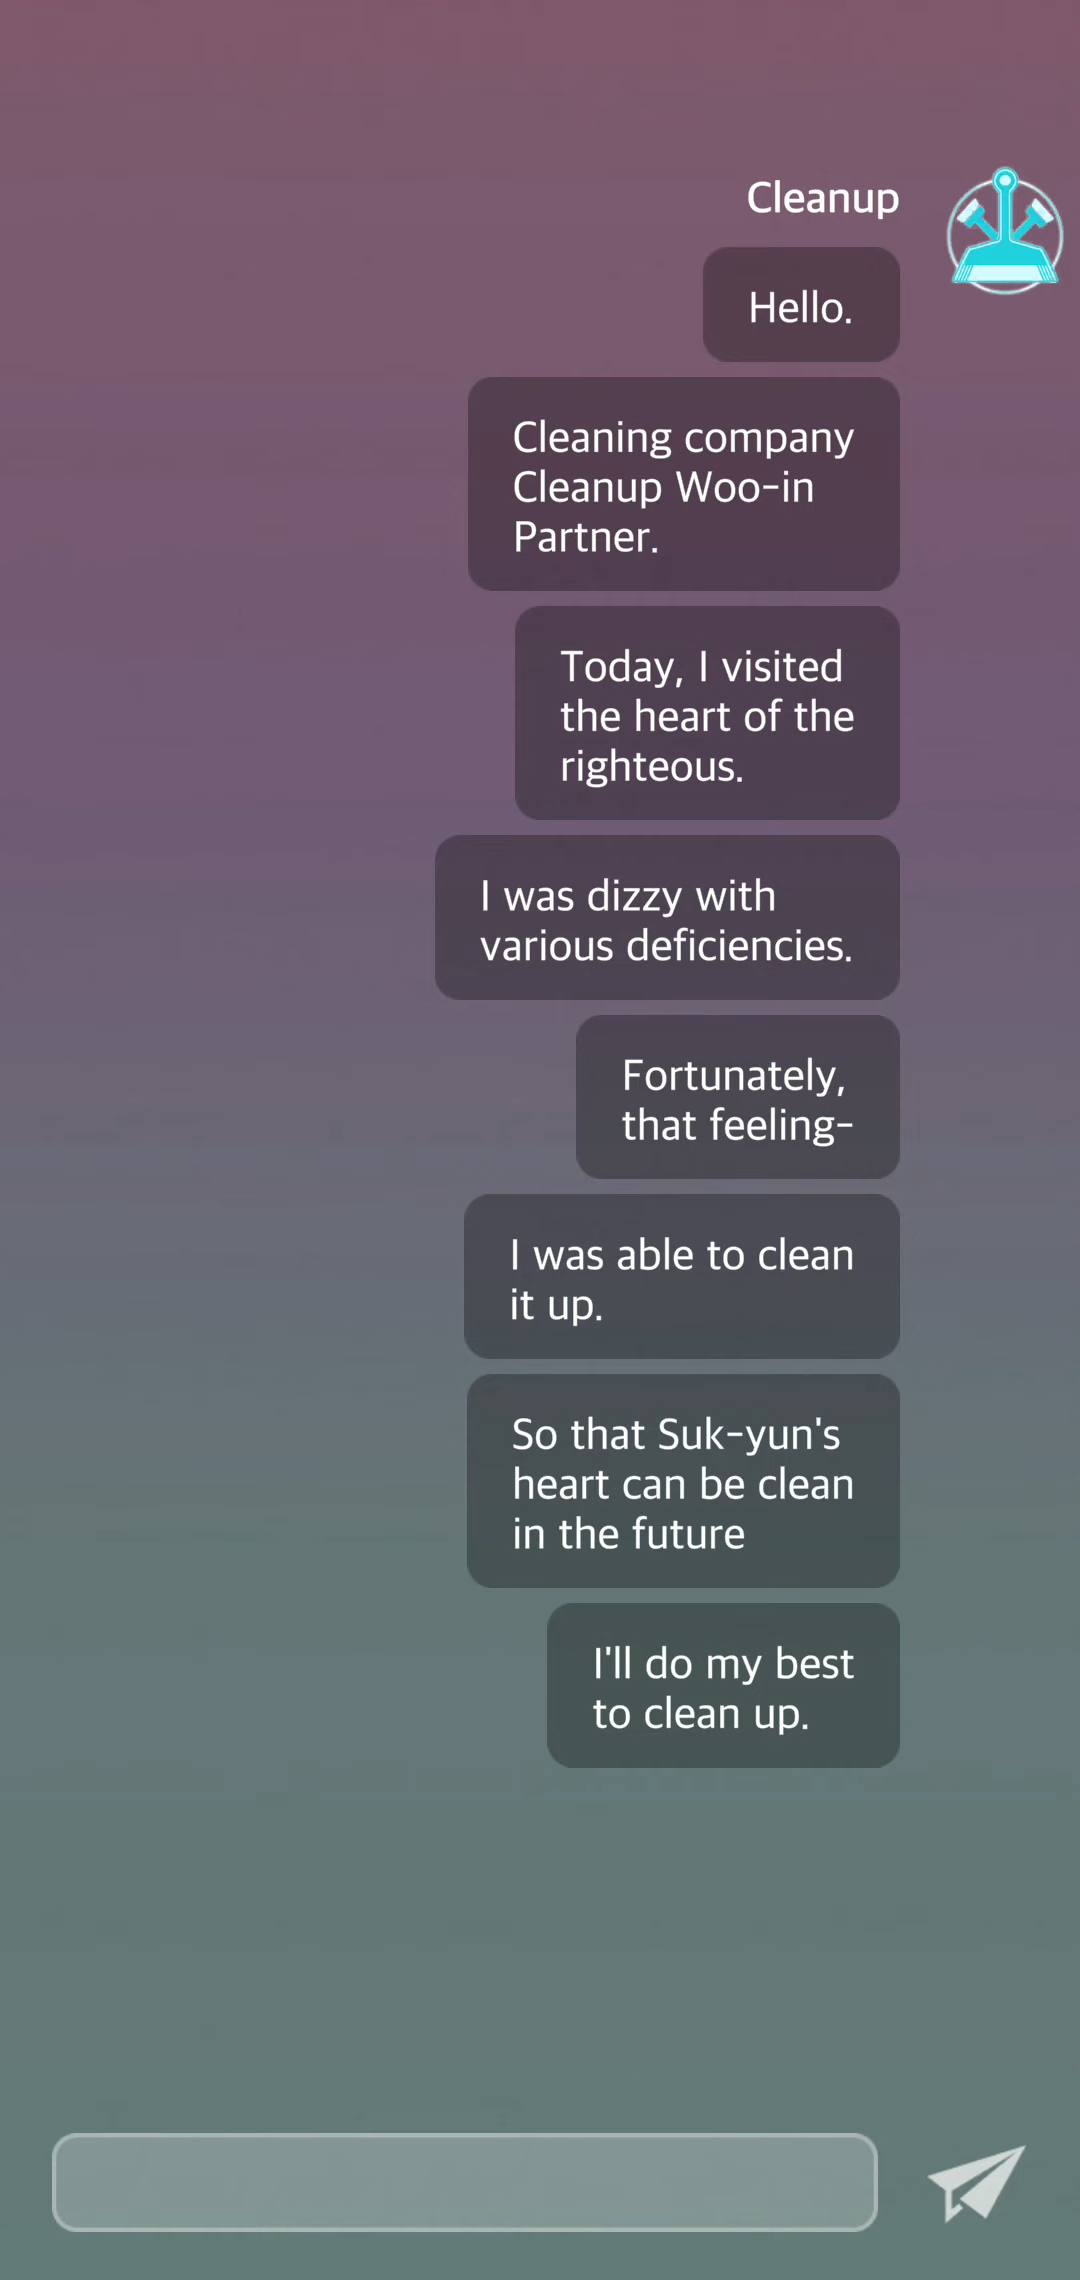 Cleanup
Hello.
Cleaning company
Cleanup Woo-in
Partner.
Today, I visited
the heart of the
righteous.
I was dizzy with
various deficiencies.
Fortunately,
that feeling-
I was able to clean
it up.
So that Suk-yun's
heart can be clean
in the future
I'll do my best
to clean up.